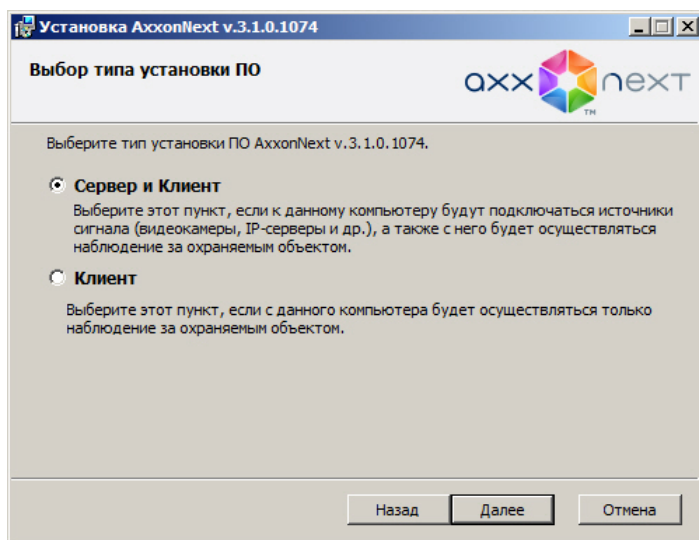 Установка AxxonNext v.3.1.0.1074
Выбор типа установки ПО
axx next
TM
Выберите тип установки ПО AxxonNext v.3.1.0.1074.
Сервер и Клиент
Выберите этот пункт, если к данному компьютеру будут подключаться источники
сигнала (видеокамеры, IP-серверы и др.), а также с него будет осуществляться
наблюдение за охраняемым объектом.
Клиент
Выберите этот пункт, если с данного компьютера будет осуществляться только
наблюдение за охраняемым объектом.
Назад Далее Отмена